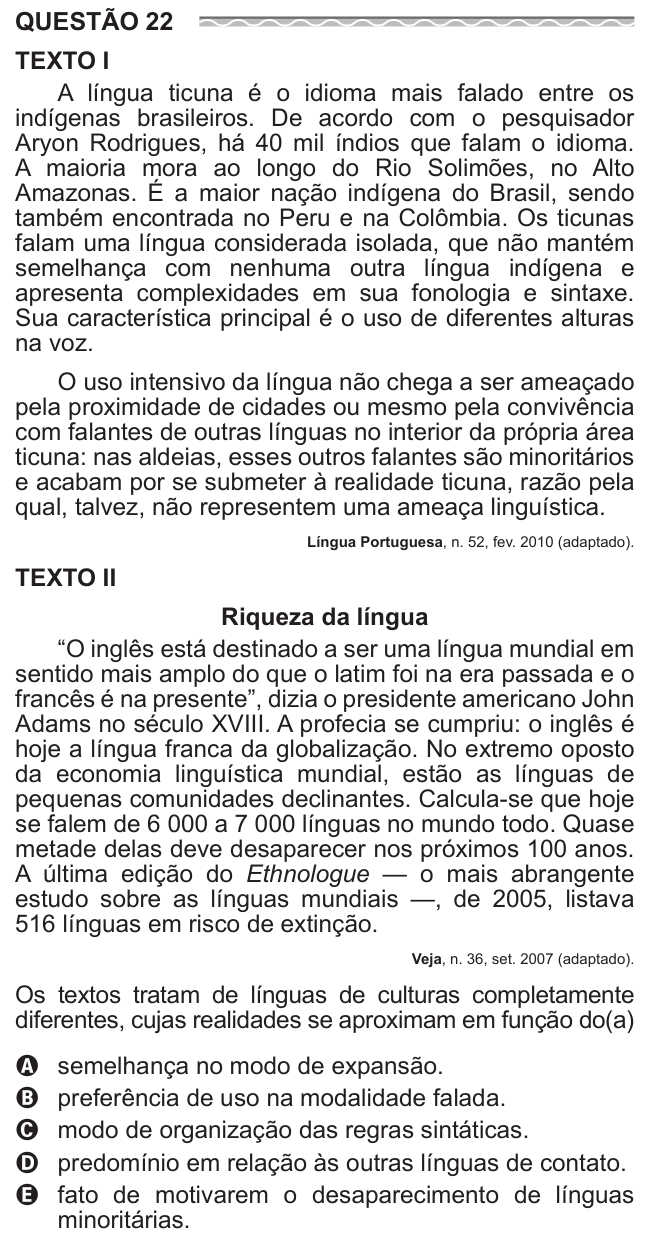 QUESTÃO 22
TEXTO I
A língua ticuna é o idioma mais falado entre os
indígenas brasileiros. De acordo com o pesquisador
Aryon Rodrigues, há 40 mil índios que falam o idioma.
A maioria mora ao longo do Rio Solimões, no Alto
Amazonas. É a maior nação indígena do Brasil, sendo
também encontrada no Peru e na Colômbia. Os ticunas
falam uma língua considerada isolada, que não mantém
semelhança com nenhuma outra língua indígena e
apresenta complexidades em sua fonologia e sintaxe.
Sua característica principal é o uso de diferentes alturas
na voz.
O uso intensivo da língua não chega a ser ameaçado
pela proximidade de cidades ou mesmo pela convivência
com falantes de outras línguas no interior da própria área
ticuna: nas aldeias, esses outros falantes são minoritários
e acabam por se submeter à realidade ticuna, razão pela
qual, talvez, não representem uma ameaça linguística.
Língua Portuguesa, n. 52, fev. 2010 (adaptado).
TEXTO II
Riqueza da língua
“O inglês está destinado a ser uma língua mundial em
sentido mais amplo do que o latim foi na era passada e o
francês é na presente”, dizia o presidente americano John
Adams no século XVIII. A profecia se cumpriu: o inglês é
hoje a língua franca da globalização. No extremo oposto
da economia linguística mundial, estão as línguas de
pequenas comunidades declinantes. Calcula-se que hoje
se falem de 6 000 a 7 000 línguas no mundo todo. Quase
metade delas deve desaparecer nos próximos 100 anos.
A última edição do Ethnologue — o mais abrangente
estudo sobre as línguas mundiais —, de 2005, listava
516 línguas em risco de extinção.
Veja, n. 36, set. 2007 (adaptado).
Os textos tratam de línguas de culturas completamente
diferentes, cujas realidades se aproximam em função do(a)
A semelhança no modo de expansão.
B preferência de uso na modalidade falada.
C modo de organização das regras sintáticas.
D predomínio em relação às outras línguas de contato.
E fato de motivarem o desaparecimento de línguas
minoritárias.